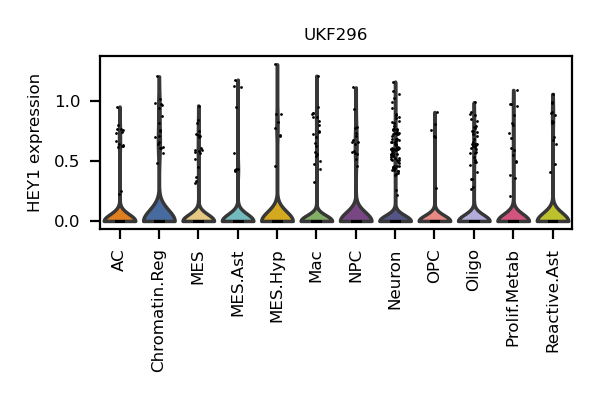 UKF296
HEY1 expression
1.0
0.5
0.0
AC
Chromatin.Reg
MES
MES.Ast
MES.Hyp
Mac
NPC
Neuron
OPC
Oligo
Prolif.Metab
Reactive.Ast